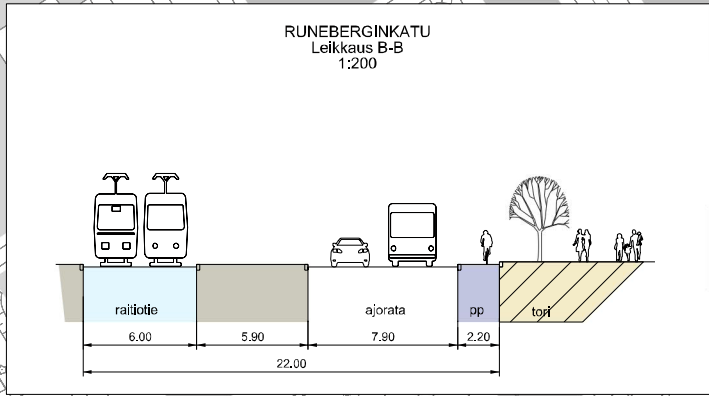 RUNEBERGINKATU
Leikkaus B-B
1:200
raitiotie
ajorata
pp
tori
6.00
5.90
7.90
2.20
22.00